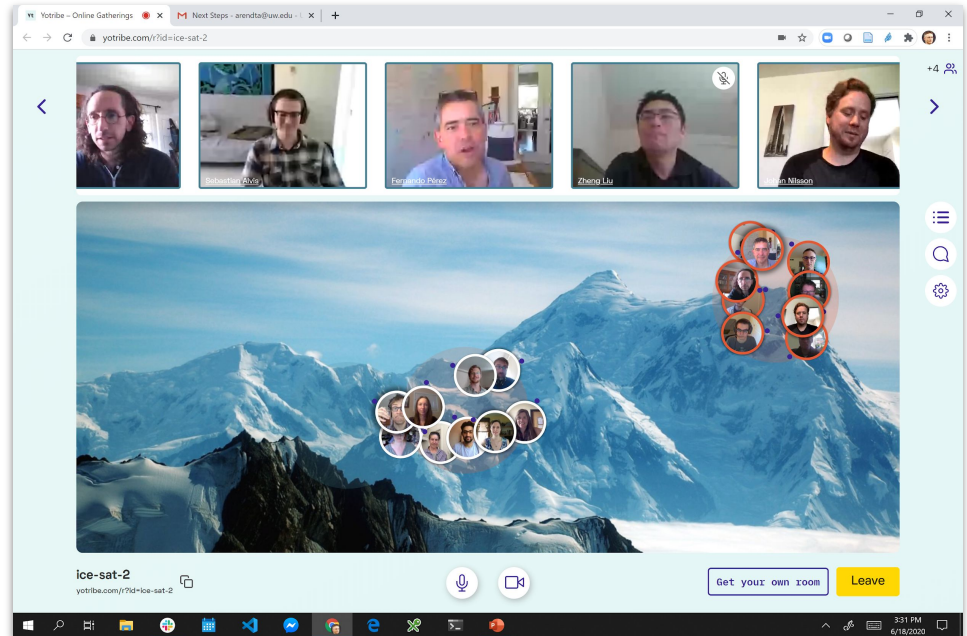 Yt Yotribe – Online Gatherings
Next Steps - arendta@uw.edu -
yotribe.com/r?id=ice-sat-2
+4
Sebastian Alvis
Fernando Pérez
Zheng Liu
Johan Nilsson
ice-sat-2
yotribe.com/r?id=ice-sat-2
Get your own room
Leave
3:31 PM
6/18/2020